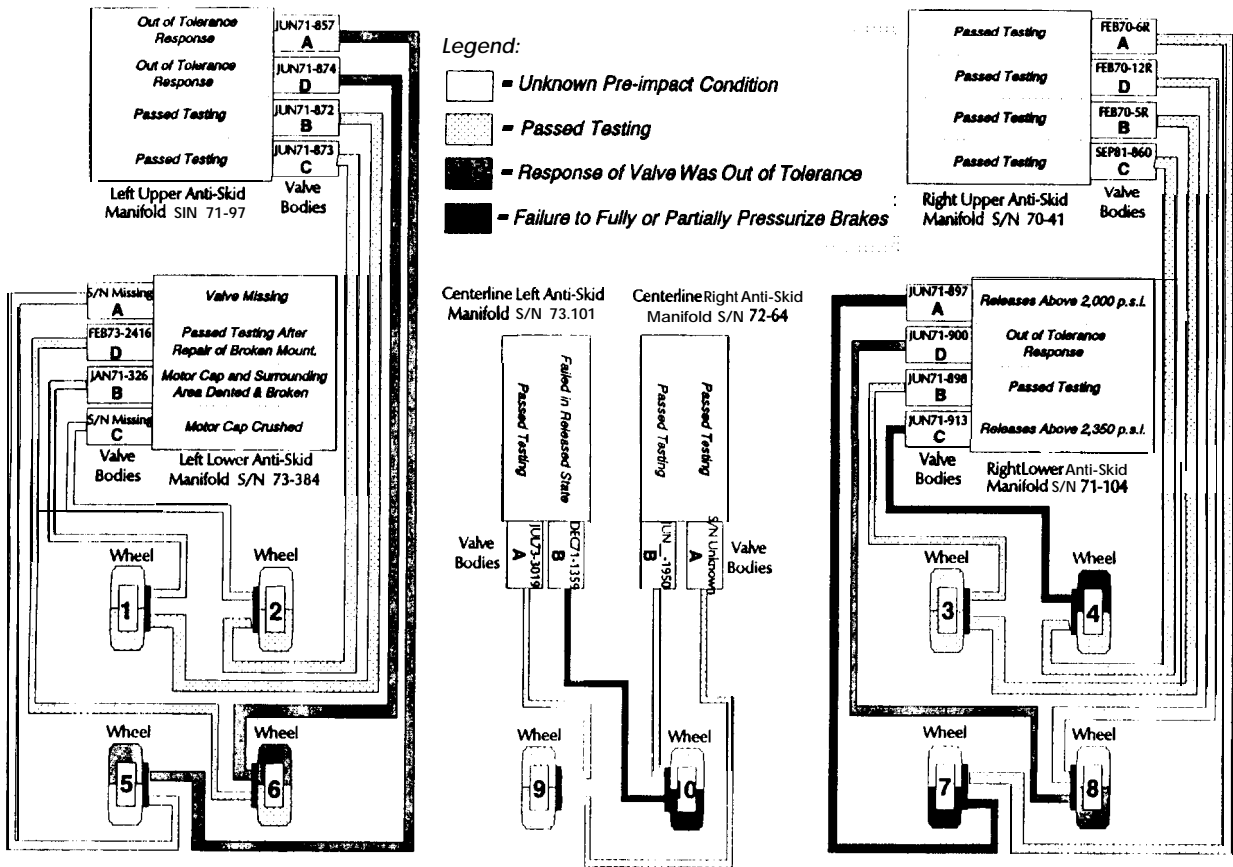 Out of Tolerance
Response
JUN71-857
A
Out of Tolerance
Response
JUN71-874
D
Passed Testing
JUN71-872
B
Passed Testing
JUN71-873
C
Left Upper Anti-Skid
Manifold SIN 71-97
Valve
Bodies
Legend:
= Unknown Pre-impact Condition
= Passed Testing
= Response of Valve Was Out of Tolerance
= Failure to Fully or Partially Pressurize Brakes
Passed Testing
FEB70-6R
A
Passed Testing
FEB70-12R
D
Passed Testing
FEB70-5R
B
Passed Testing
SEP81-860
C
Right Upper Anti-Skid
Manifold S/N 70-41
Valve
Bodies
S/N Missing
A
Valve Missing
FEB73-2416
D
Passed Testing After
Repair of Broken Mount.
JAN71-326
B
Motor Cap and Surrounding
Area Dented & Broken
S/N Missing
C
Motor Cap Crushed
Valve
Bodies
Left Lower Anti-Skid
Manifold S/N 73-384
Centerline Left Anti-Skid
Manifold S/N 73.101
Passed Testing
Failed in Released State
Valve
Bodies
JUL73-3019
A
DEC71-1359
B
Centerline Right Anti-Skid
Manifold S/N 72-64
Passed Testing
Passed Testing
JUN__-1950
B
S/N Unknown
A
Valve
Bodies
JUN71-897
A
Releases Above 2,000 p.s.i.
JUN71-900
D
Out of Tolerance
Response
JUN71-898
B
Passed Testing
JUN71-913
C
Releases Above 2,350 p.s.i.
Valve
Bodies
RightLower Anti-Skid
Manifold S/N 71-104
Wheel
1
Wheel
2
Wheel
3
Wheel
4
Wheel
5
Wheel
6
Wheel
9
Wheel
10
Wheel
7
Wheel
8